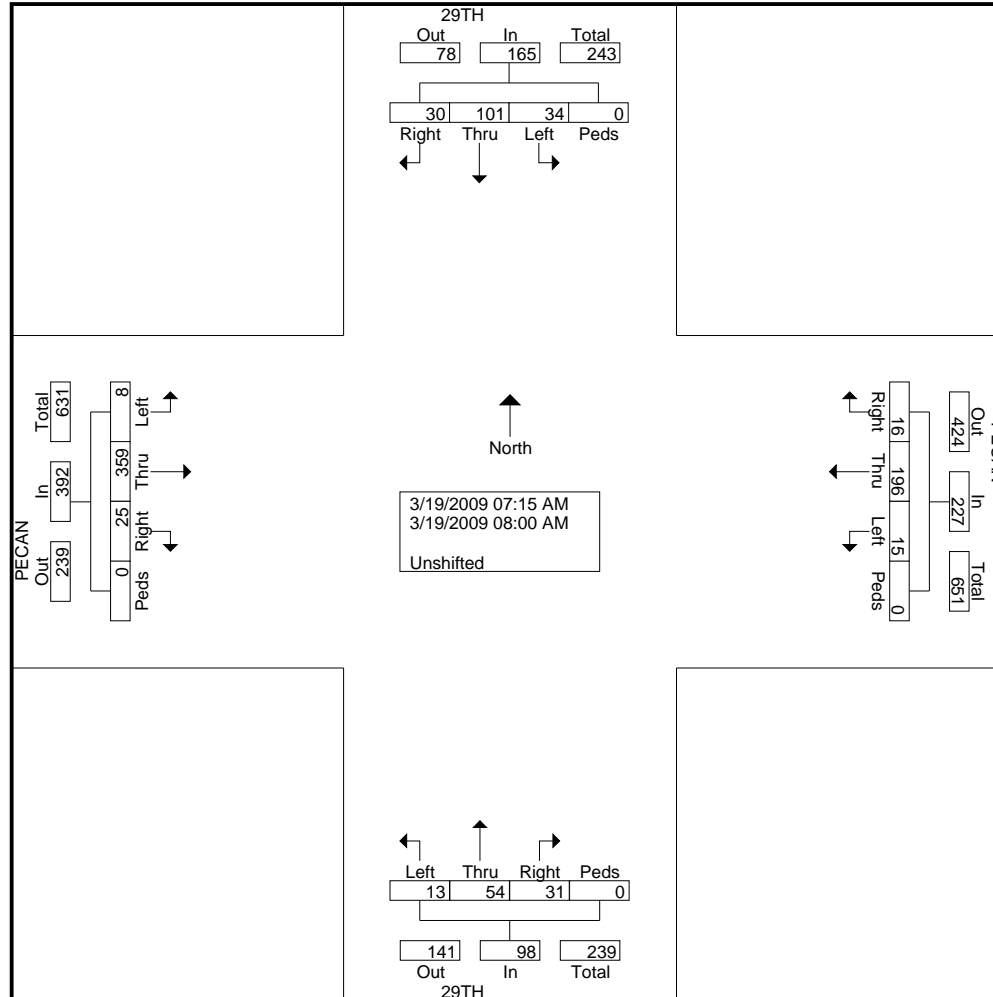 29TH
Out In Total
78 165 243
30 101 34 0
Right Thru Left Peds
PECAN
Total In Out
631 392 239
8 359 25 0
Left Thru Right Peds
North
3/19/2009 07:15 AM
3/19/2009 08:00 AM
Unshifted
Out In Total
424 227 651
16 196 15 0
Right Thru Left Peds
Left Thru Right Peds
13 54 31 0
141 98 239
Out In Total
29TH